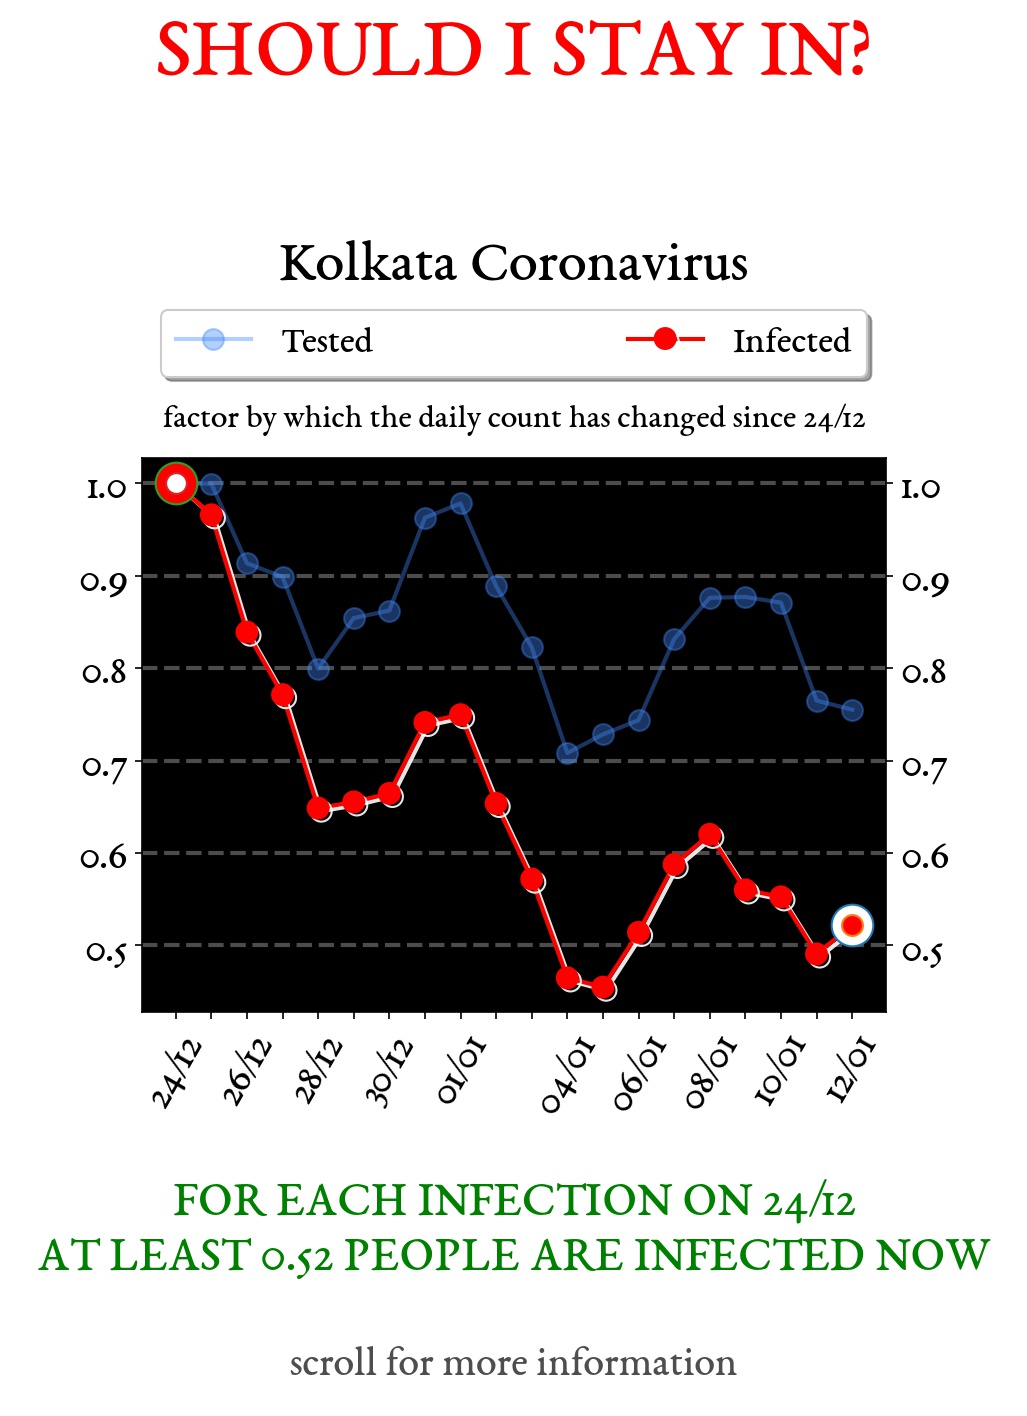 SHOULD I STAY IN?
Kolkata Coronavirus
Tested Infected
factor by which the daily count has changed since 24/12
1.0 1.0
0.9 0.9
0.8 0.8
0.7 0.7
0.6 0.6
0.5 0.5
24/12 26/12 28/12 30/12 01/01 04/01 06/01 08/01 10/01 12/01
FOR EACH INFECTION ON 24/12
AT LEAST 0.52 PEOPLE ARE INFECTED NOW
scroll for more information